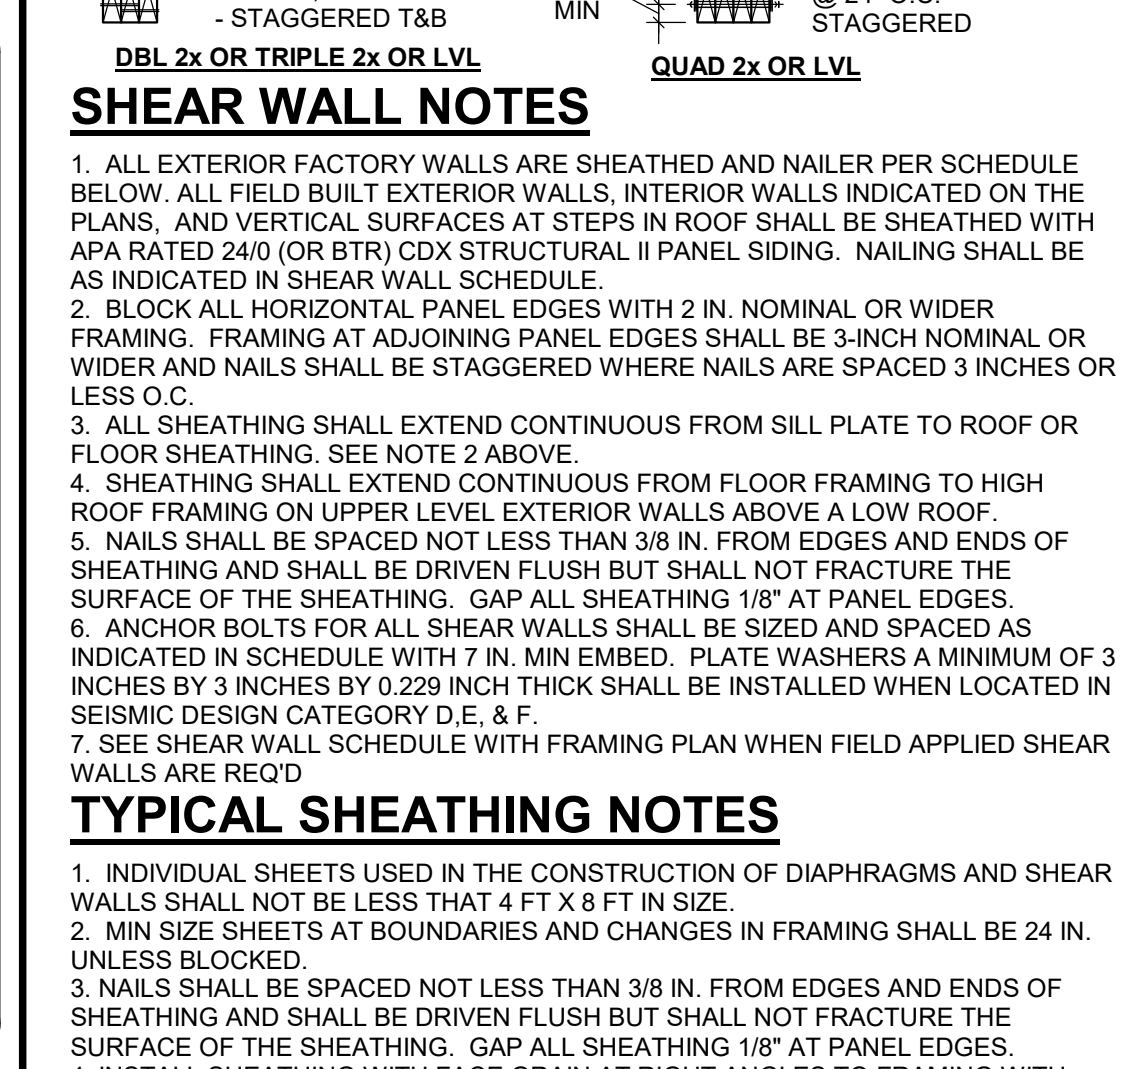 - STAGGERED T&B
MIN
STAGGERED
DBL 2x OR TRIPLE 2x OR LVL
QUAD 2x OR LVL
SHEAR WALL NOTES
1. ALL EXTERIOR FACTORY WALLS ARE SHEATHED AND NAILER PER SCHEDULE
BELOW. ALL FIELD BUILT EXTERIOR WALLS, INTERIOR WALLS INDICATED ON THE
PLANS, AND VERTICAL SURFACES AT STEPS IN ROOF SHALL BE SHEATHED WITH
APA RATED 24/0 (OR BTR) CDX STRUCTURAL II PANEL SIDING. NAILING SHALL BE
AS INDICATED IN SHEAR WALL SCHEDULE.
2. BLOCK ALL HORIZONTAL PANEL EDGES WITH 2 IN. NOMINAL OR WIDER
FRAMING. FRAMING AT ADJOINING PANEL EDGES SHALL BE 3-INCH NOMINAL OR
WIDER AND NAILS SHALL BE STAGGERED WHERE NAILS ARE SPACED 3 INCHES OR
LESS O.C.
3. ALL SHEATHING SHALL EXTEND CONTINUOUS FROM SILL PLATE TO ROOF OR
FLOOR SHEATHING. SEE NOTE 2 ABOVE.
4. SHEATHING SHALL EXTEND CONTINUOUS FROM FLOOR FRAMING TO HIGH
ROOF FRAMING ON UPPER LEVEL EXTERIOR WALLS ABOVE A LOW ROOF.
5. NAILS SHALL BE SPACED NOT LESS THAN 3/8 IN. FROM EDGES AND ENDS OF
SHEATHING AND SHALL BE DRIVEN FLUSH BUT SHALL NOT FRACTURE THE
SURFACE OF THE SHEATHING. GAP ALL SHEATHING 1/8" AT PANEL EDGES.
6. ANCHOR BOLTS FOR ALL SHEAR WALLS SHALL BE SIZED AND SPACED AS
INDICATED IN SCHEDULE WITH 7 IN. MIN EMBED. PLATE WASHERS A MINIMUM OF 3
INCHES BY 3 INCHES BY 0.229 INCH THICK SHALL BE INSTALLED WHEN LOCATED IN
SEISMIC DESIGN CATEGORY D,E, & F.
7. SEE SHEAR WALL SCHEDULE WITH FRAMING PLAN WHEN FIELD APPLIED SHEAR
WALLS ARE REQ'D
TYPICAL SHEATHING NOTES
1. INDIVIDUAL SHEETS USED IN THE CONSTRUCTION OF DIAPHRAGMS AND SHEAR
WALLS SHALL NOT BE LESS THAT 4 FT X 8 FT IN SIZE.
2. MIN SIZE SHEETS AT BOUNDARIES AND CHANGES IN FRAMING SHALL BE 24 IN.
UNLESS BLOCKED.
3. NAILS SHALL BE SPACED NOT LESS THAN 3/8 IN. FROM EDGES AND ENDS OF
SHEATHING AND SHALL BE DRIVEN FLUSH BUT SHALL NOT FRACTURE THE
SURFACE OF THE SHEATHING. GAP ALL SHEATHING 1/8" AT PANEL EDGES.
4. INSTALL SHEATHING WITH FACE GRAIN AT RIGHT ANGLES TO FRAMING WITH